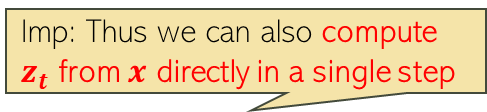 Imp: Thus we can also compute
z_t from x directly in a single step